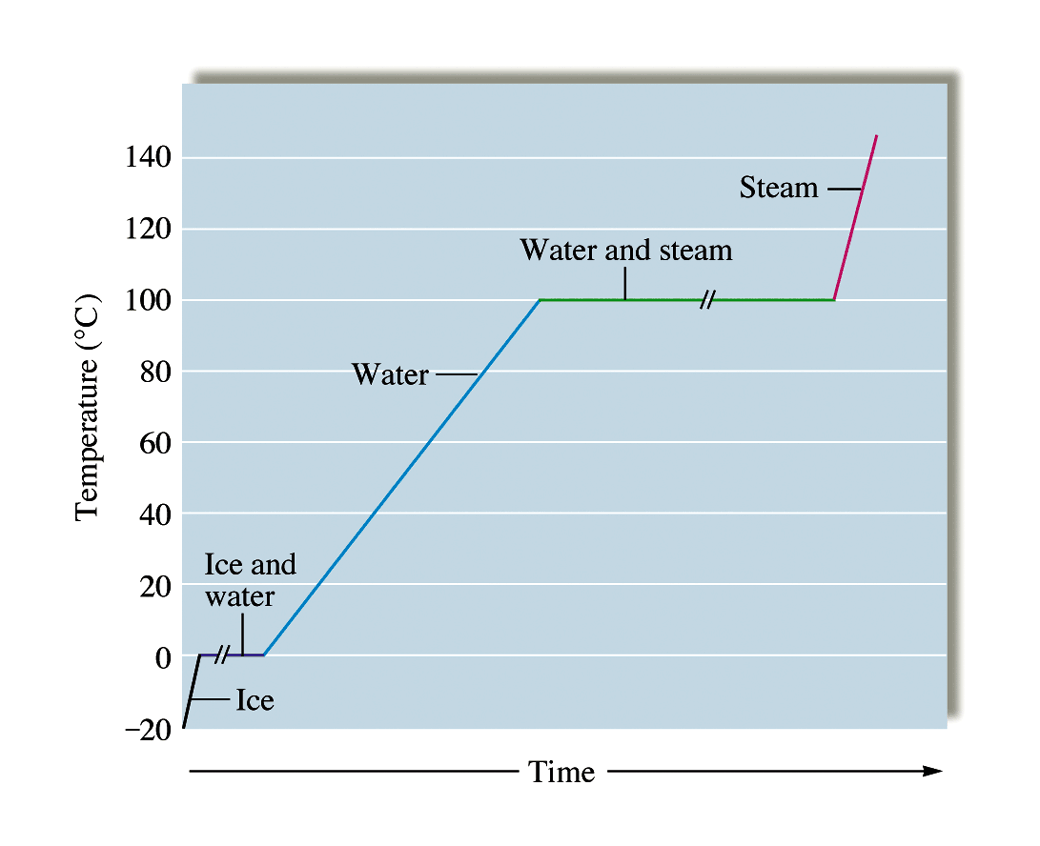 140
Steam
120
Water and steam
100
Water
80
60
40
Ice and
water
20
0
Ice
–20
Temperature (°C)
Time